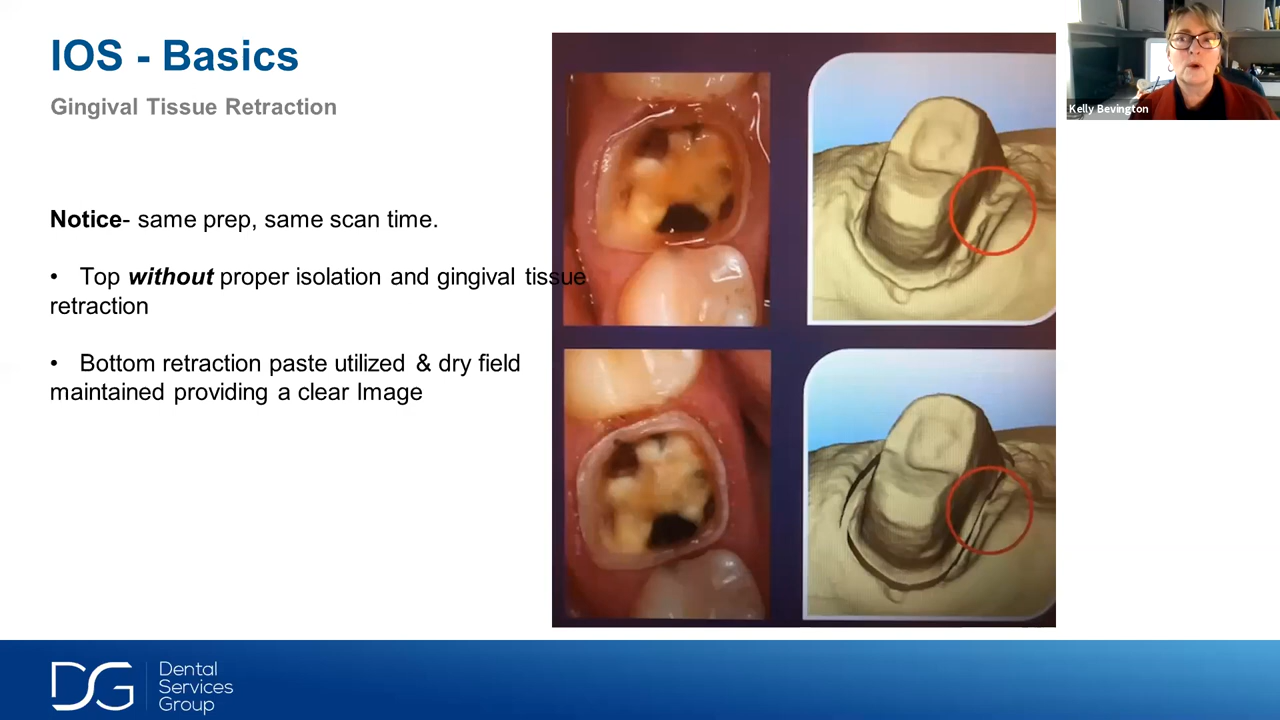 IOS - Basics
Gingival Tissue Retraction
Notice- same prep, same scan time.
• Top without proper isolation and gingival tissue
retraction
• Bottom retraction paste utilized & dry field
maintained providing a clear Image
Kelly Bevington
DSG
Dental
Services
Group